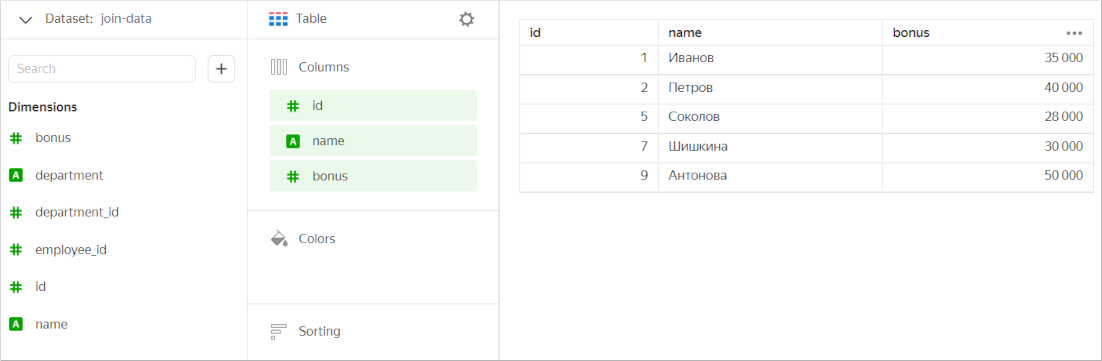 Dataset: join-data
Search
+
Dimensions
# bonus
A department
# department_id
# employee_id
# id
A name
Table
Columns
# id
A name
# bonus
Colors
Sorting
id name bonus •••
1 Иванов 35 000
2 Петров 40 000
5 Соколов 28 000
7 Шишкина 30 000
9 Антонова 50 000